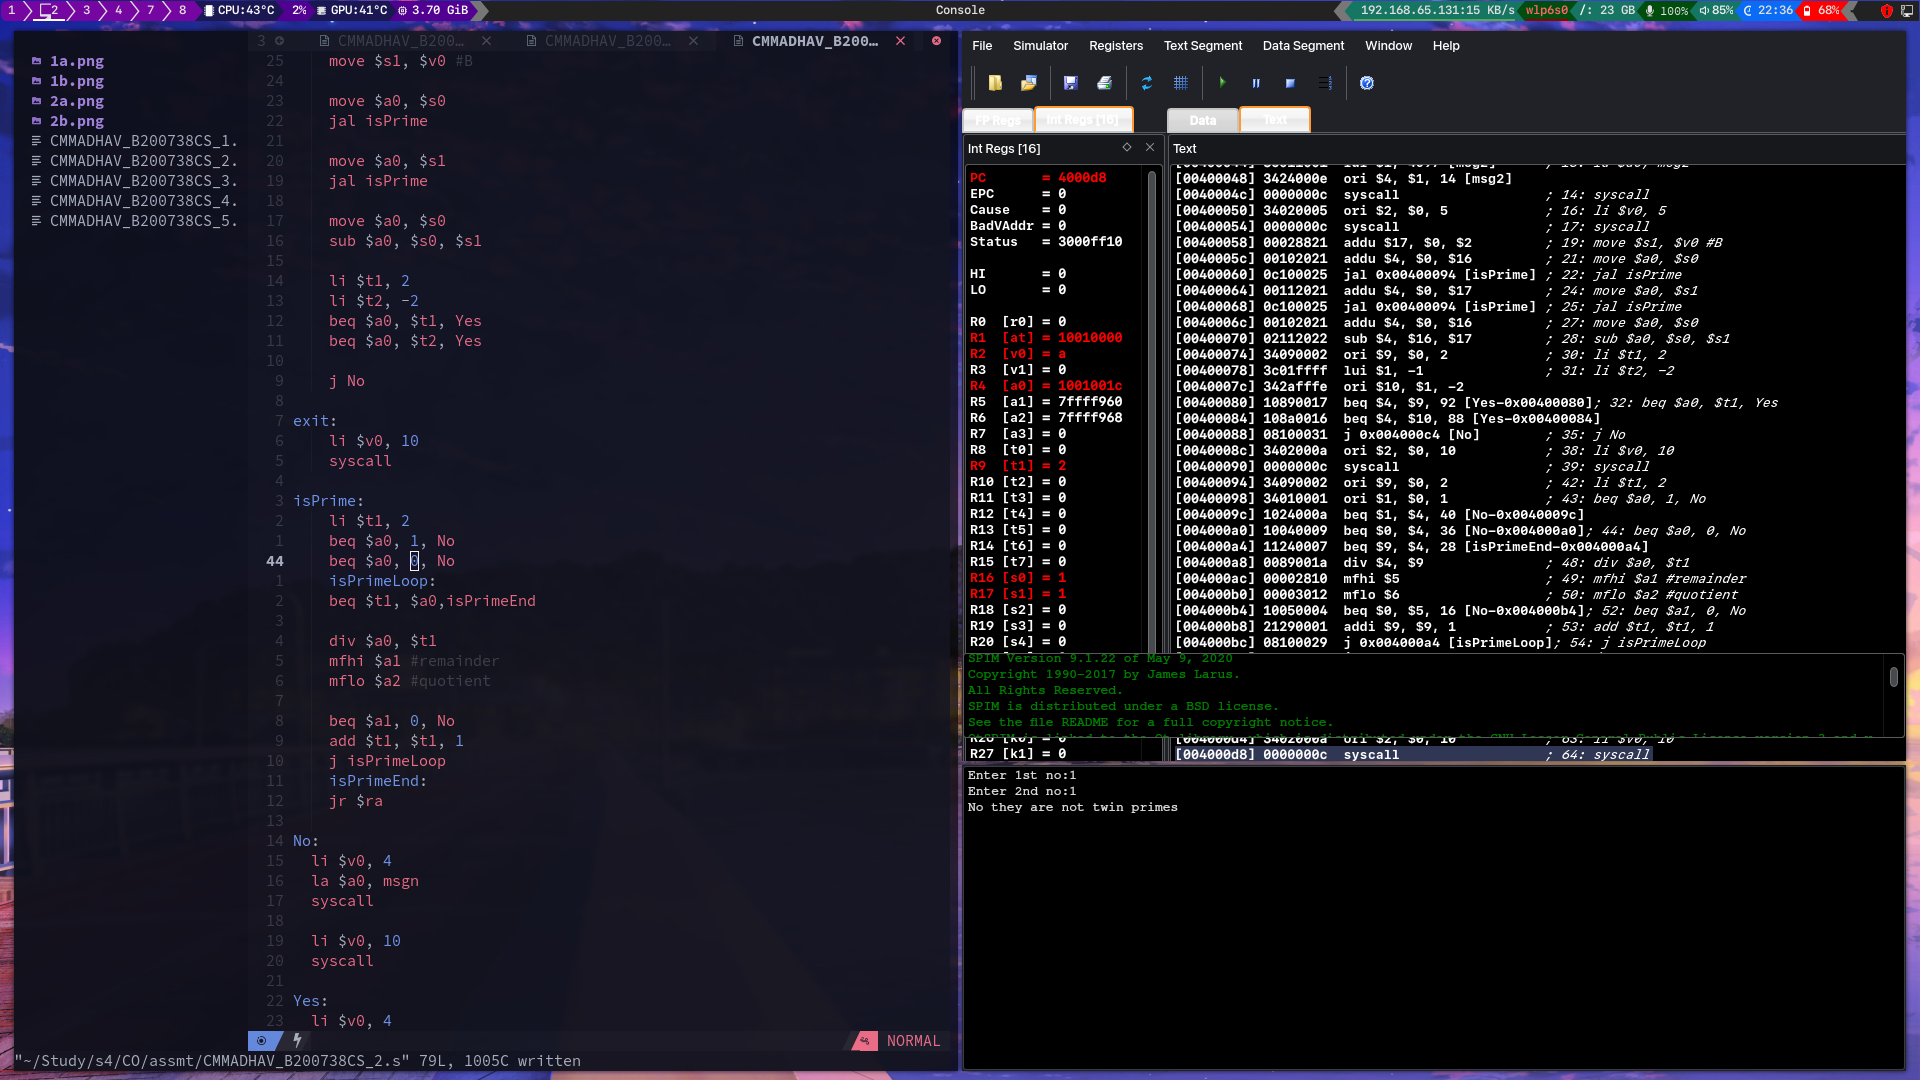 1 2 3 4 7 8 CPU:43°C 2% GPU:41°C 3.70 GiB
Console
192.168.65.131:15 KB/s wlp6s0 /: 23 GB 100% 85% 22:36 68%
1a.png
1b.png
2a.png
2b.png
CMMADHAV_B200738CS_1.
CMMADHAV_B200738CS_2.
CMMADHAV_B200738CS_3.
CMMADHAV_B200738CS_4.
CMMADHAV_B200738CS_5.
3 CMMADHAV_B200… CMMADHAV_B200… CMMADHAV_B200…
25 move $s1, $v0 #B
24
23 move $a0, $s0
22 jal isPrime
21
20 move $a0, $s1
19 jal isPrime
18
17 move $a0, $s0
16 sub $a0, $s0, $s1
15
14 li $t1, 2
13 li $t2, -2
12 beq $a0, $t1, Yes
11 beq $a0, $t2, Yes
10
9 j No
8
7 exit:
6 li $v0, 10
5 syscall
4
3 isPrime:
2 li $t1, 2
1 beq $a0, 1, No
44 beq $a0, 0, No
1 isPrimeLoop:
2 beq $t1, $a0,isPrimeEnd
3
4 div $a0, $t1
5 mfhi $a1 #remainder
6 mflo $a2 #quotient
7
8 beq $a1, 0, No
9 add $t1, $t1, 1
10 j isPrimeLoop
11 isPrimeEnd:
12 jr $ra
13
14 No:
15 li $v0, 4
16 la $a0, msgn
17 syscall
18
19 li $v0, 10
20 syscall
21
22 Yes:
23 li $v0, 4
NORMAL
"~/Study/s4/CO/assmt/CMMADHAV_B200738CS_2.s" 79L, 1005C written
File Simulator Registers Text Segment Data Segment Window Help
FP Regs Int Regs [16] Data Text
Int Regs [16]
PC = 4000d8
EPC = 0
Cause = 0
BadVAddr = 0
Status = 3000ff10
HI = 0
LO = 0
R0 [r0] = 0
R1 [at] = 10010000
R2 [v0] = a
R3 [v1] = 0
R4 [a0] = 1001001c
R5 [a1] = 7ffff960
R6 [a2] = 7ffff968
R7 [a3] = 0
R8 [t0] = 0
R9 [t1] = 2
R10 [t2] = 0
R11 [t3] = 0
R12 [t4] = 0
R13 [t5] = 0
R14 [t6] = 0
R15 [t7] = 0
R16 [s0] = 1
R17 [s1] = 1
R18 [s2] = 0
R19 [s3] = 0
R20 [s4] = 0
R27 [k1] = 0
Text
[00400048] 3424000e ori $4, $1, 14 [msg2]
[0040004c] 0000000c syscall ; 14: syscall
[00400050] 34020005 ori $2, $0, 5 ; 16: li $v0, 5
[00400054] 0000000c syscall ; 17: syscall
[00400058] 00028821 addu $17, $0, $2 ; 19: move $s1, $v0 #B
[0040005c] 00102021 addu $4, $0, $16 ; 21: move $a0, $s0
[00400060] 0c100025 jal 0x00400094 [isPrime] ; 22: jal isPrime
[00400064] 00112021 addu $4, $0, $17 ; 24: move $a0, $s1
[00400068] 0c100025 jal 0x00400094 [isPrime] ; 25: jal isPrime
[0040006c] 00102021 addu $4, $0, $16 ; 27: move $a0, $s0
[00400070] 02112022 sub $4, $16, $17 ; 28: sub $a0, $s0, $s1
[00400074] 34090002 ori $9, $0, 2 ; 30: li $t1, 2
[00400078] 3c01ffff lui $1, -1 ; 31: li $t2, -2
[0040007c] 342afffe ori $10, $1, -2
[00400080] 10890017 beq $4, $9, 92 [Yes-0x00400080]; 32: beq $a0, $t1, Yes
[00400084] 108a0016 beq $4, $10, 88 [Yes-0x00400084]
[00400088] 08100031 j 0x004000c4 [No] ; 35: j No
[0040008c] 3402000a ori $2, $0, 10 ; 38: li $v0, 10
[00400090] 0000000c syscall ; 39: syscall
[00400094] 34090002 ori $9, $0, 2 ; 42: li $t1, 2
[00400098] 34010001 ori $1, $0, 1 ; 43: beq $a0, 1, No
[0040009c] 1024000a beq $1, $4, 40 [No-0x0040009c]
[004000a0] 10040009 beq $0, $4, 36 [No-0x004000a0]; 44: beq $a0, 0, No
[004000a4] 11240007 beq $9, $4, 28 [isPrimeEnd-0x004000a4]
[004000a8] 0089001a div $4, $9 ; 48: div $a0, $t1
[004000ac] 00002810 mfhi $5 ; 49: mfhi $a1 #remainder
[004000b0] 00003012 mflo $6 ; 50: mflo $a2 #quotient
[004000b4] 10050004 beq $0, $5, 16 [No-0x004000b4]; 52: beq $a1, 0, No
[004000b8] 21290001 addi $9, $9, 1 ; 53: add $t1, $t1, 1
[004000bc] 08100029 j 0x004000a4 [isPrimeLoop]; 54: j isPrimeLoop
SPIM Version 9.1.22 of May 9, 2020
Copyright 1990-2017 by James Larus.
All Rights Reserved.
SPIM is distributed under a BSD license.
See the file README for a full copyright notice.
[004000d8] 0000000c syscall ; 64: syscall
Enter 1st no:1
Enter 2nd no:1
No they are not twin primes